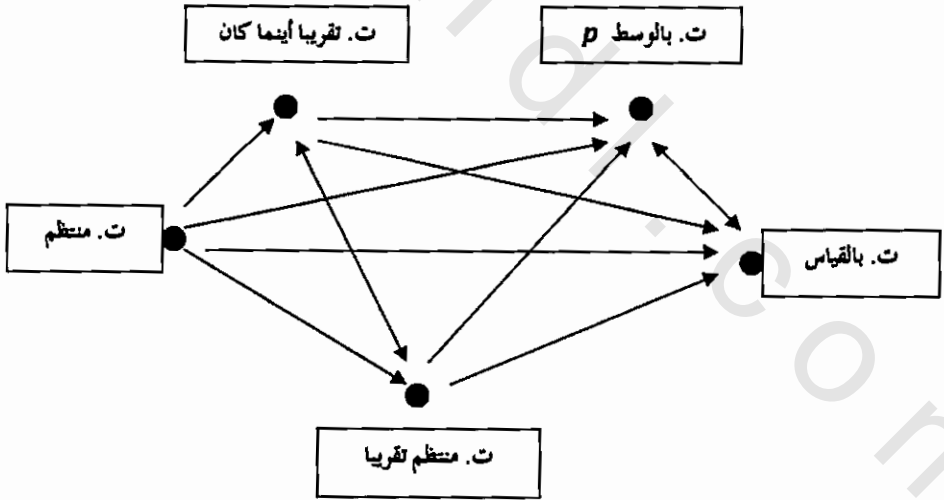 ت. بالوسط p
ت. تقريبا أينما كان
ت. منتظم
ت. بالقياس
ت. منتظم تقريبا